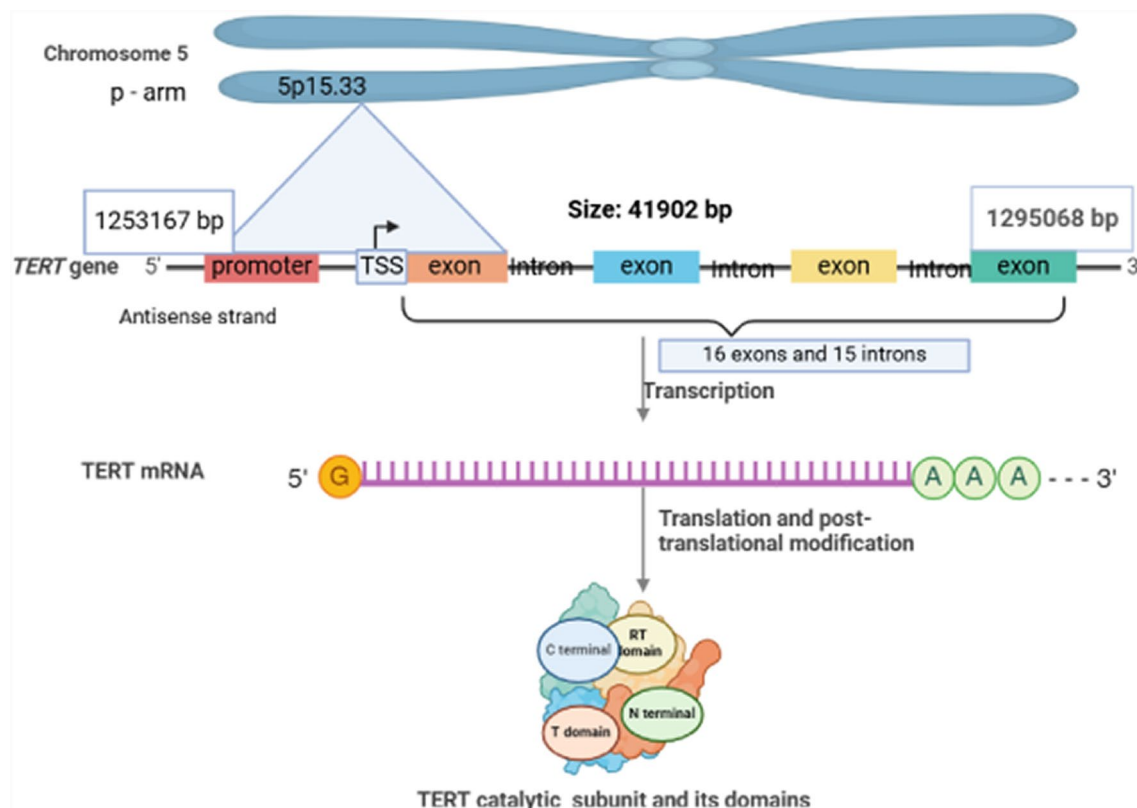 Chromosome 5
p - arm
5p15.33
1253167 bp
Size: 41902 bp
1295068 bp
TERT gene 5' promoter TSS exon Intron exon Intron exon Intron exon 3
Antisense strand
16 exons and 15 introns
Transcription
TERT mRNA
5' G A A A - - - 3'
Translation and post-
translational modification
C terminal
RT
domain
N terminal
T domain
TERT catalytic subunit and its domains